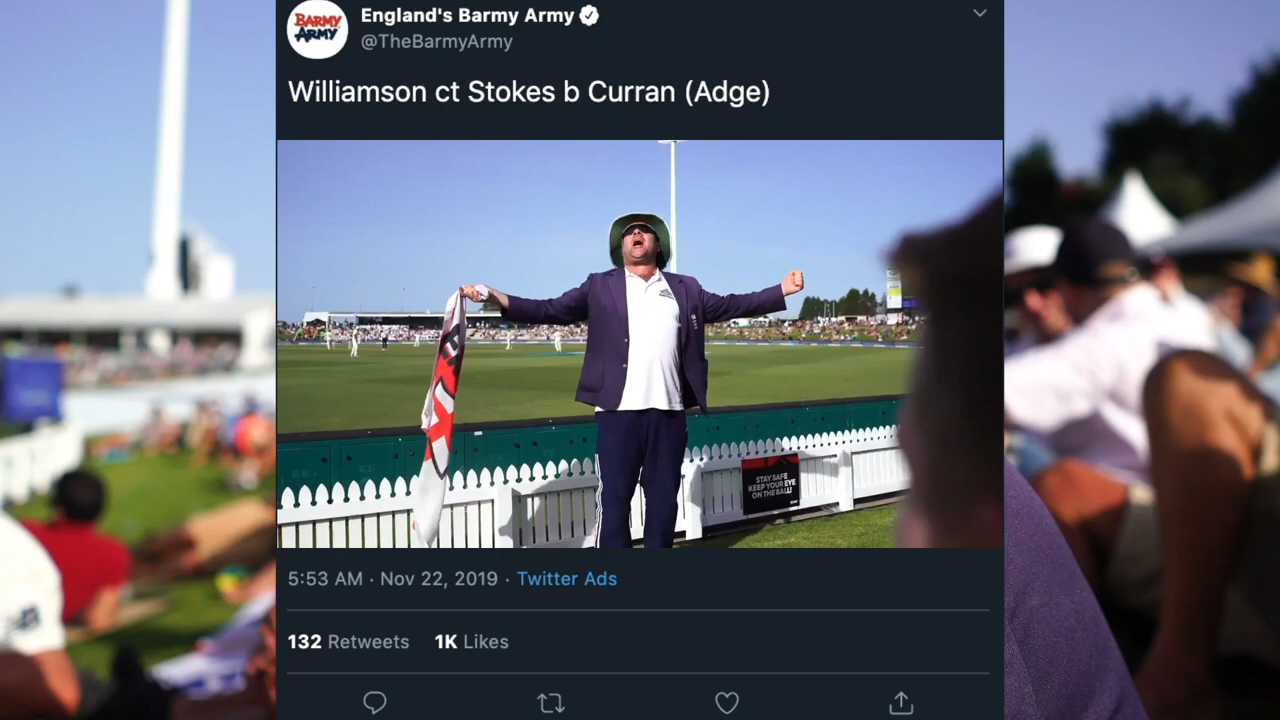 BARMY
ARMY
England's Barmy Army
@TheBarmyArmy
Williamson ct Stokes b Curran (Adge)
STAY SAFE
KEEP YOUR EYE
ON THE BALL!
5:53 AM · Nov 22, 2019 · Twitter Ads
132 Retweets 1K Likes